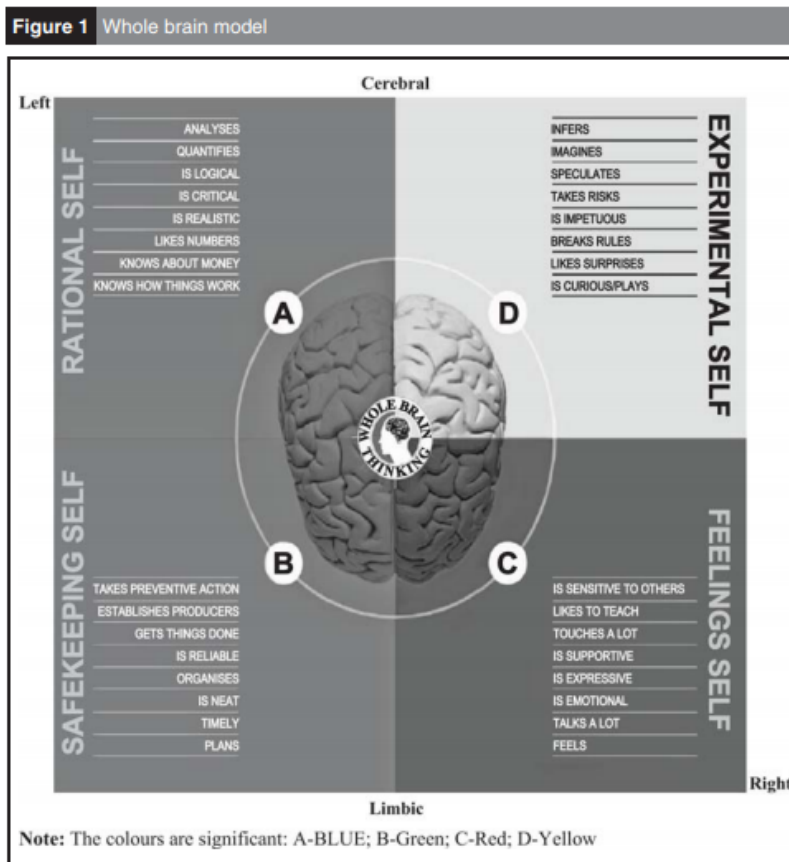 Figure 1 Whole brain model
Cerebral
Left
RATIONAL SELF
ANALYSES
QUANTIFIES
IS LOGICAL
IS CRITICAL
IS REALISTIC
LIKES NUMBERS
KNOWS ABOUT MONEY
KNOWS HOW THINGS WORK
INFERS
IMAGINES
SPECULATES
TAKES RISKS
IS IMPETUOUS
BREAKS RULES
LIKES SURPRISES
IS CURIOUS/PLAYS
EXPERIMENTAL SELF
A
D
WHOLE BRAIN
THINKING
B
C
SAFEKEEPING SELF
TAKES PREVENTIVE ACTION
ESTABLISHES PRODUCERS
GETS THINGS DONE
IS RELIABLE
ORGANISES
IS NEAT
TIMELY
PLANS
IS SENSITIVE TO OTHERS
LIKES TO TEACH
TOUCHES A LOT
IS SUPPORTIVE
IS EXPRESSIVE
IS EMOTIONAL
TALKS A LOT
FEELS
FEELINGS SELF
Right
Limbic
Note: The colours are significant: A-BLUE; B-Green; C-Red; D-Yellow